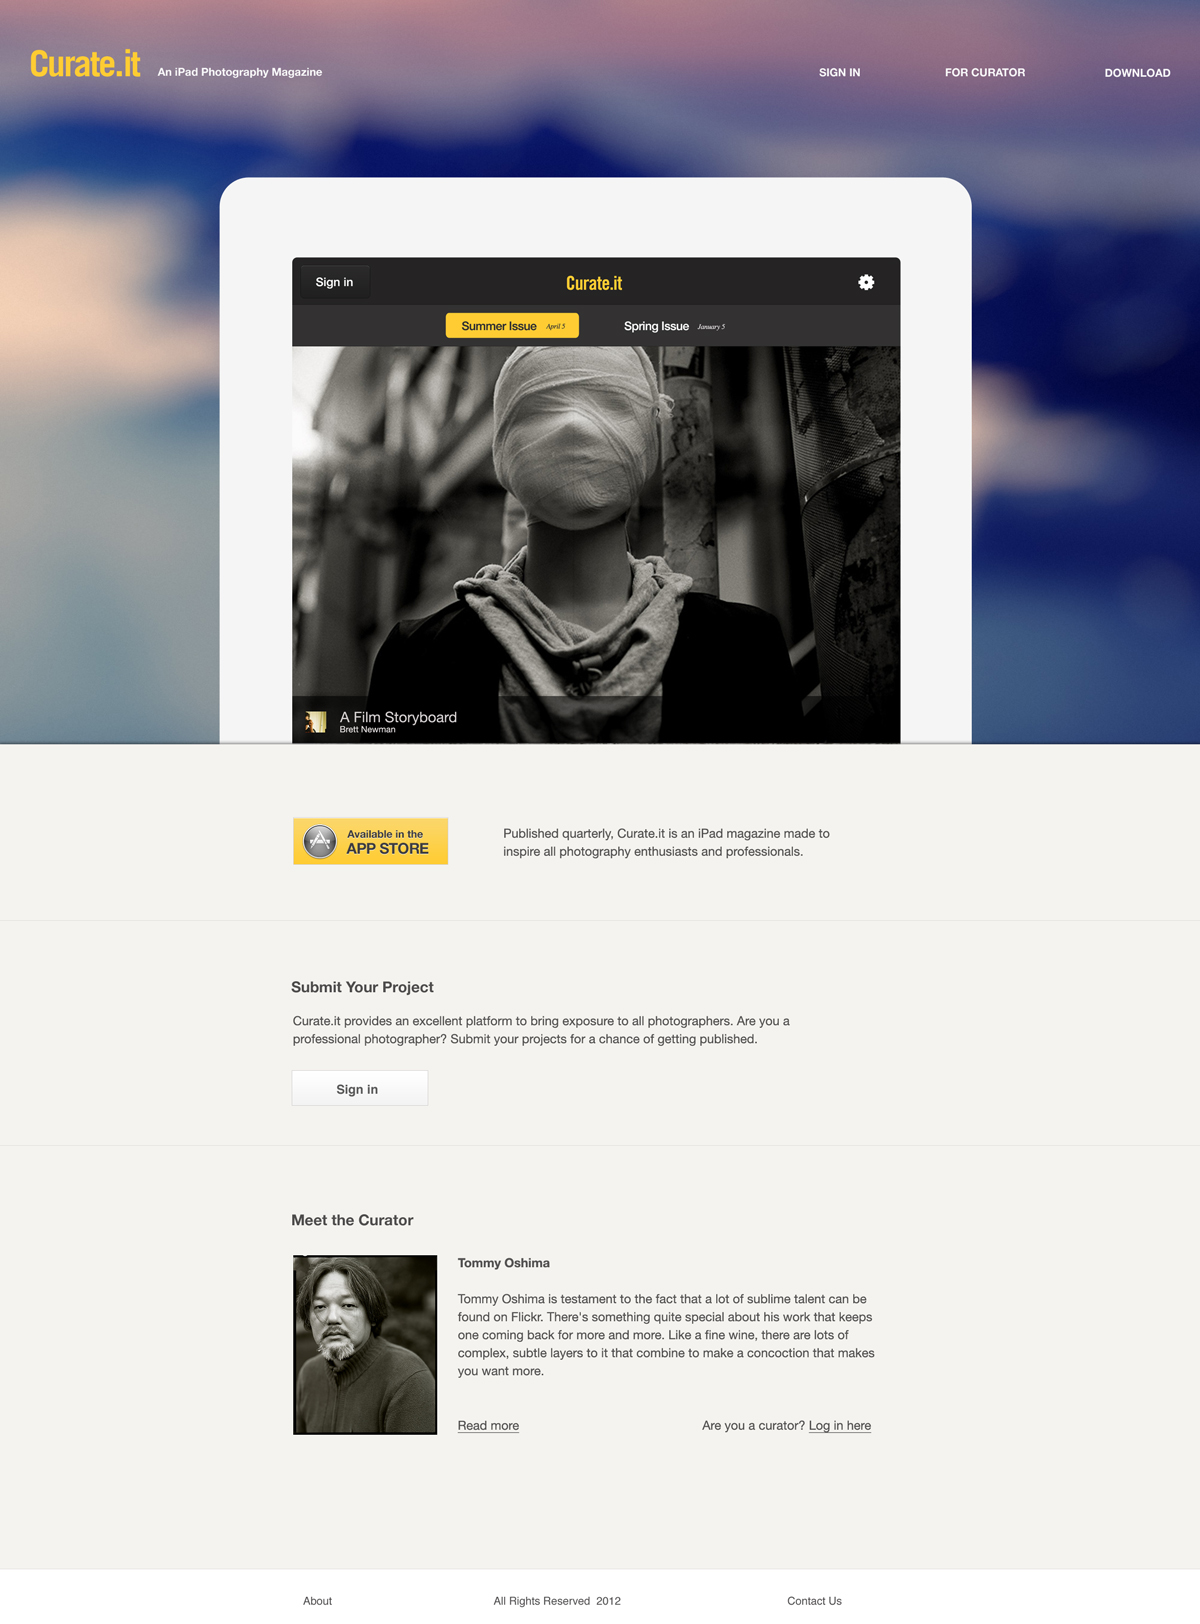 Curate.it An iPad Photography Magazine SIGN IN FOR CURATOR DOWNLOAD
Sign in Curate.it
Summer Issue April 5 Spring Issue January 5
A Film Storyboard
Brett Newman
Available in the
APP STORE
Published quarterly, Curate.it is an iPad magazine made to
inspire all photography enthusiasts and professionals.
Submit Your Project
Curate.it provides an excellent platform to bring exposure to all photographers. Are you a
professional photographer? Submit your projects for a chance of getting published.
Sign in
Meet the Curator
Tommy Oshima
Tommy Oshima is testament to the fact that a lot of sublime talent can be
found on Flickr. There's something quite special about his work that keeps
one coming back for more and more. Like a fine wine, there are lots of
complex, subtle layers to it that combine to make a concoction that makes
you want more.
Read more Are you a curator? Log in here
About All Rights Reserved 2012 Contact Us